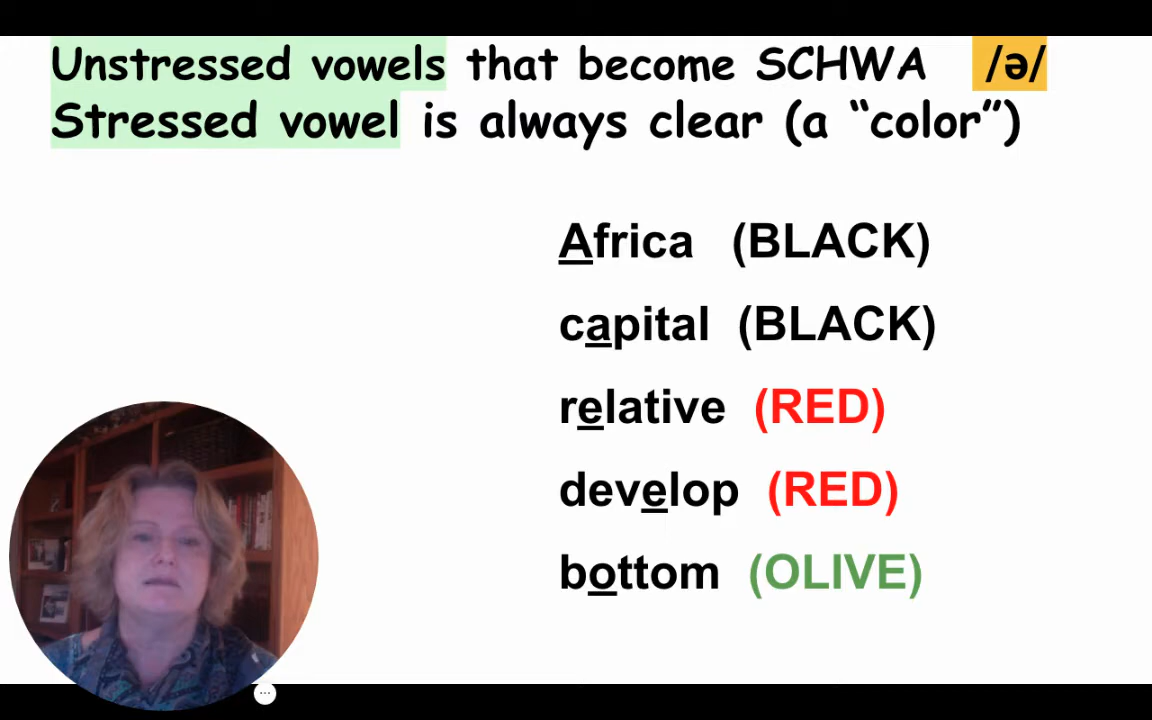 Unstressed vowels that become SCHWA /ə/
Stressed vowel is always clear (a “color”)
Africa (BLACK)
capital (BLACK)
relative (RED)
develop (RED)
bottom (OLIVE)